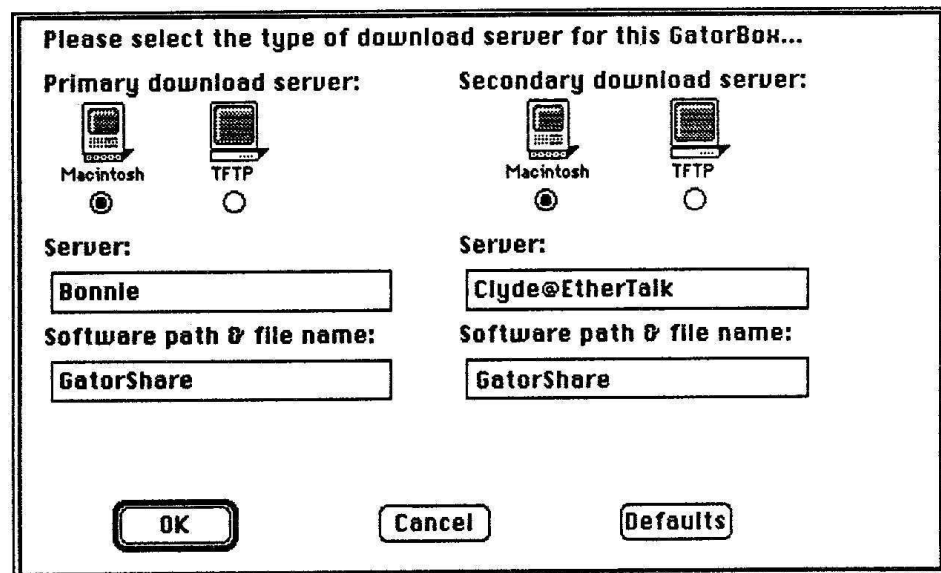 Please select the type of download server for this GatorBox...
Primary download server:
Macintosh
TFTP
Server:
Bonnie
Software path & file name:
GatorShare
Secondary download server:
Macintosh
TFTP
Server:
Clyde@EtherTalk
Software path & file name:
GatorShare
OK
Cancel
Defaults